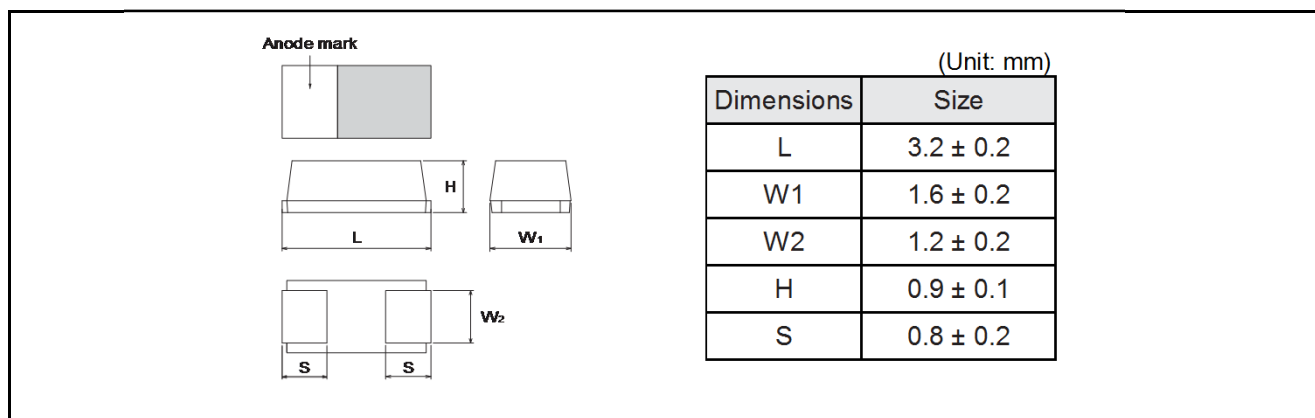 Anode mark
H
L
W1
W2
S
S
(Unit: mm)
Dimensions Size
L 3.2 ± 0.2
W1 1.6 ± 0.2
W2 1.2 ± 0.2
H 0.9 ± 0.1
S 0.8 ± 0.2